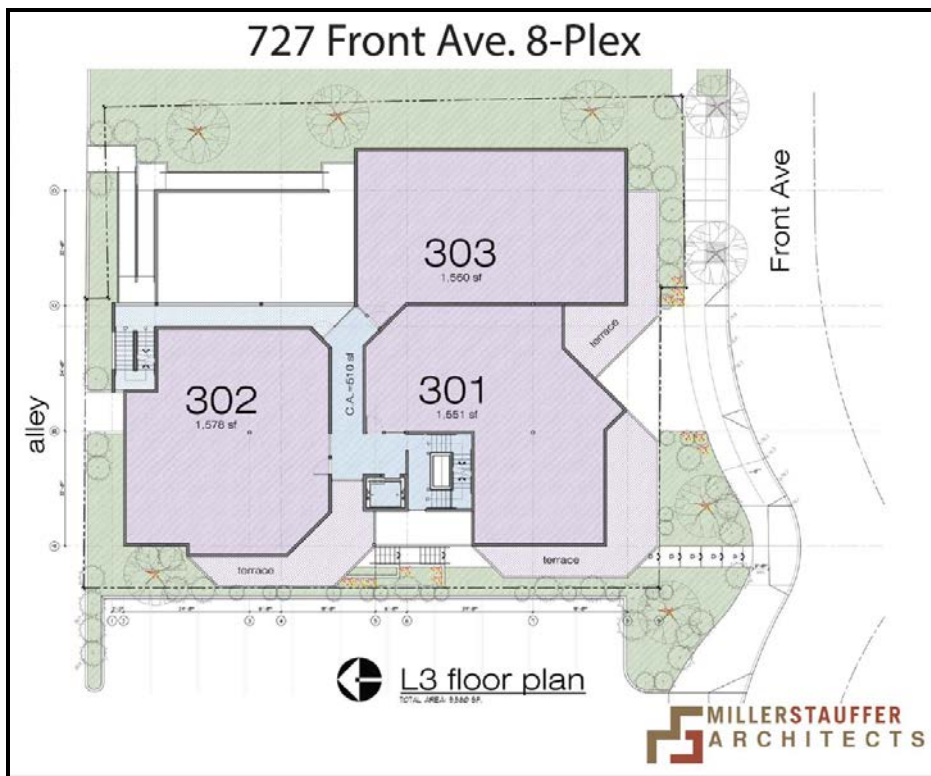 727 Front Ave. 8-Plex
Front Ave
303
1,560 sf
terrace
301
1,551 sf
C.A.=510 sf
302
1,578 sf
alley
terrace
terrace
L3 floor plan
MILLERSTAUFFER
ARCHITECTS